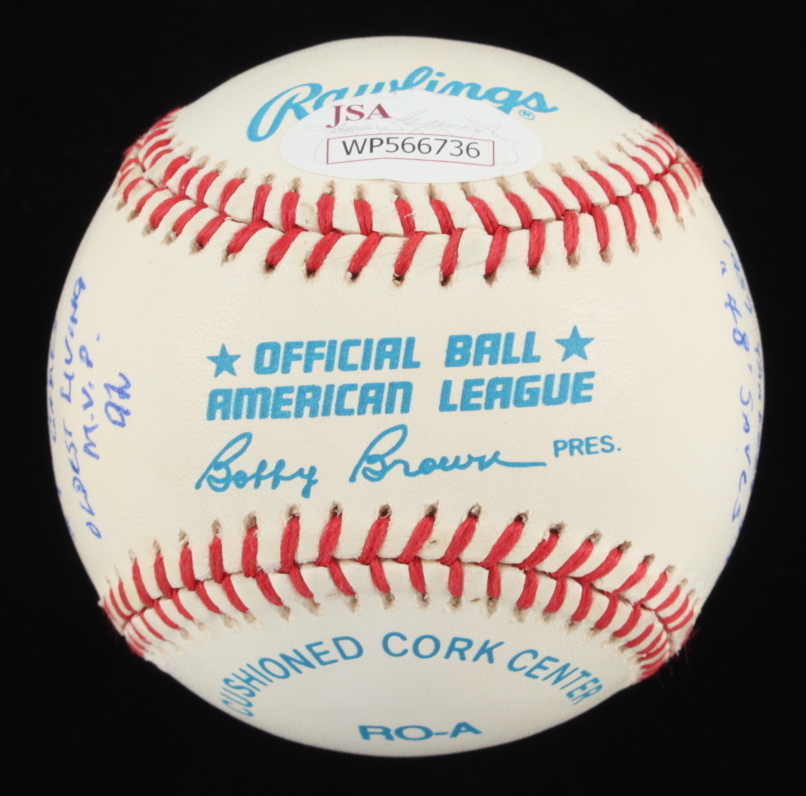 Rawlings®
JSA
WP566736
★ OFFICIAL BALL ★
AMERICAN LEAGUE
Bobby Brown PRES.
CUSHIONED CORK CENTER
RO-A
OLDEST LIVING
M.V.P.
92
8. SAVES